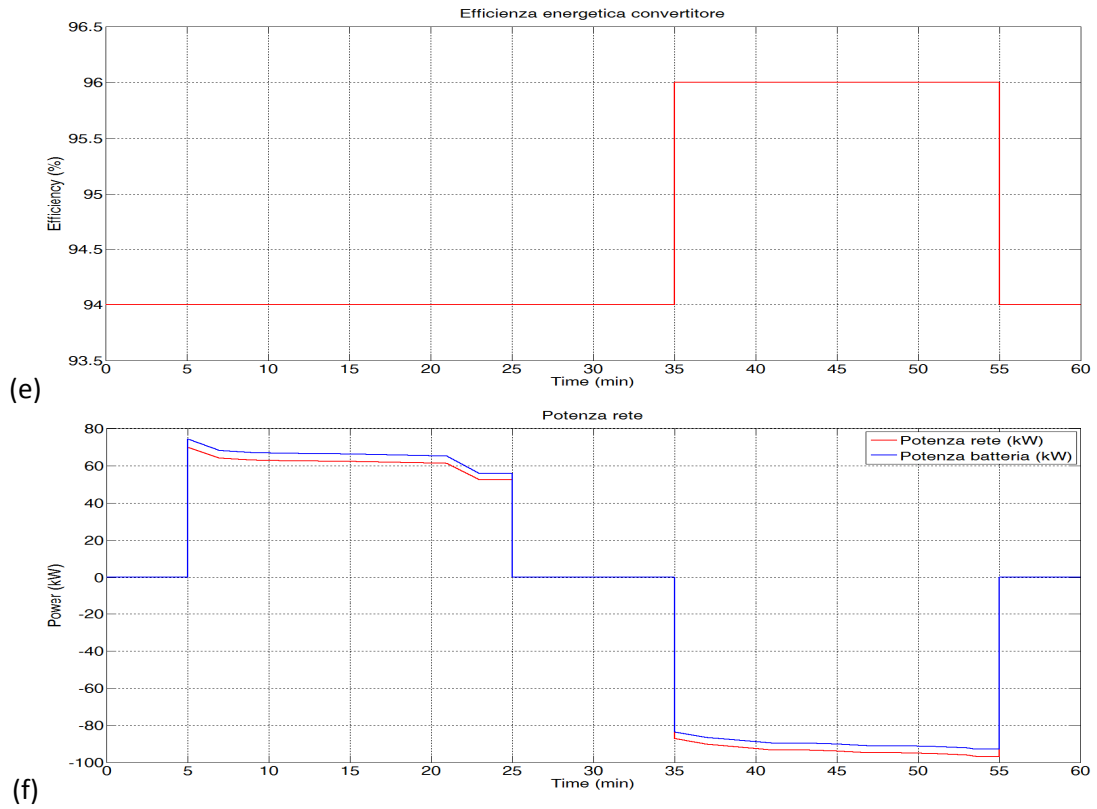 Efficienza energetica convertitore
96.5
96
95.5
95
94.5
94
93.5
Efficiency (%)
0 5 10 15 20 25 30 35 40 45 50 55 60
Time (min)
(e)
Potenza rete
80
60
40
20
0
-20
-40
-60
-80
-100
Power (kW)
Potenza rete (kW)
Potenza batteria (kW)
0 5 10 15 20 25 30 35 40 45 50 55 60
Time (min)
(f)